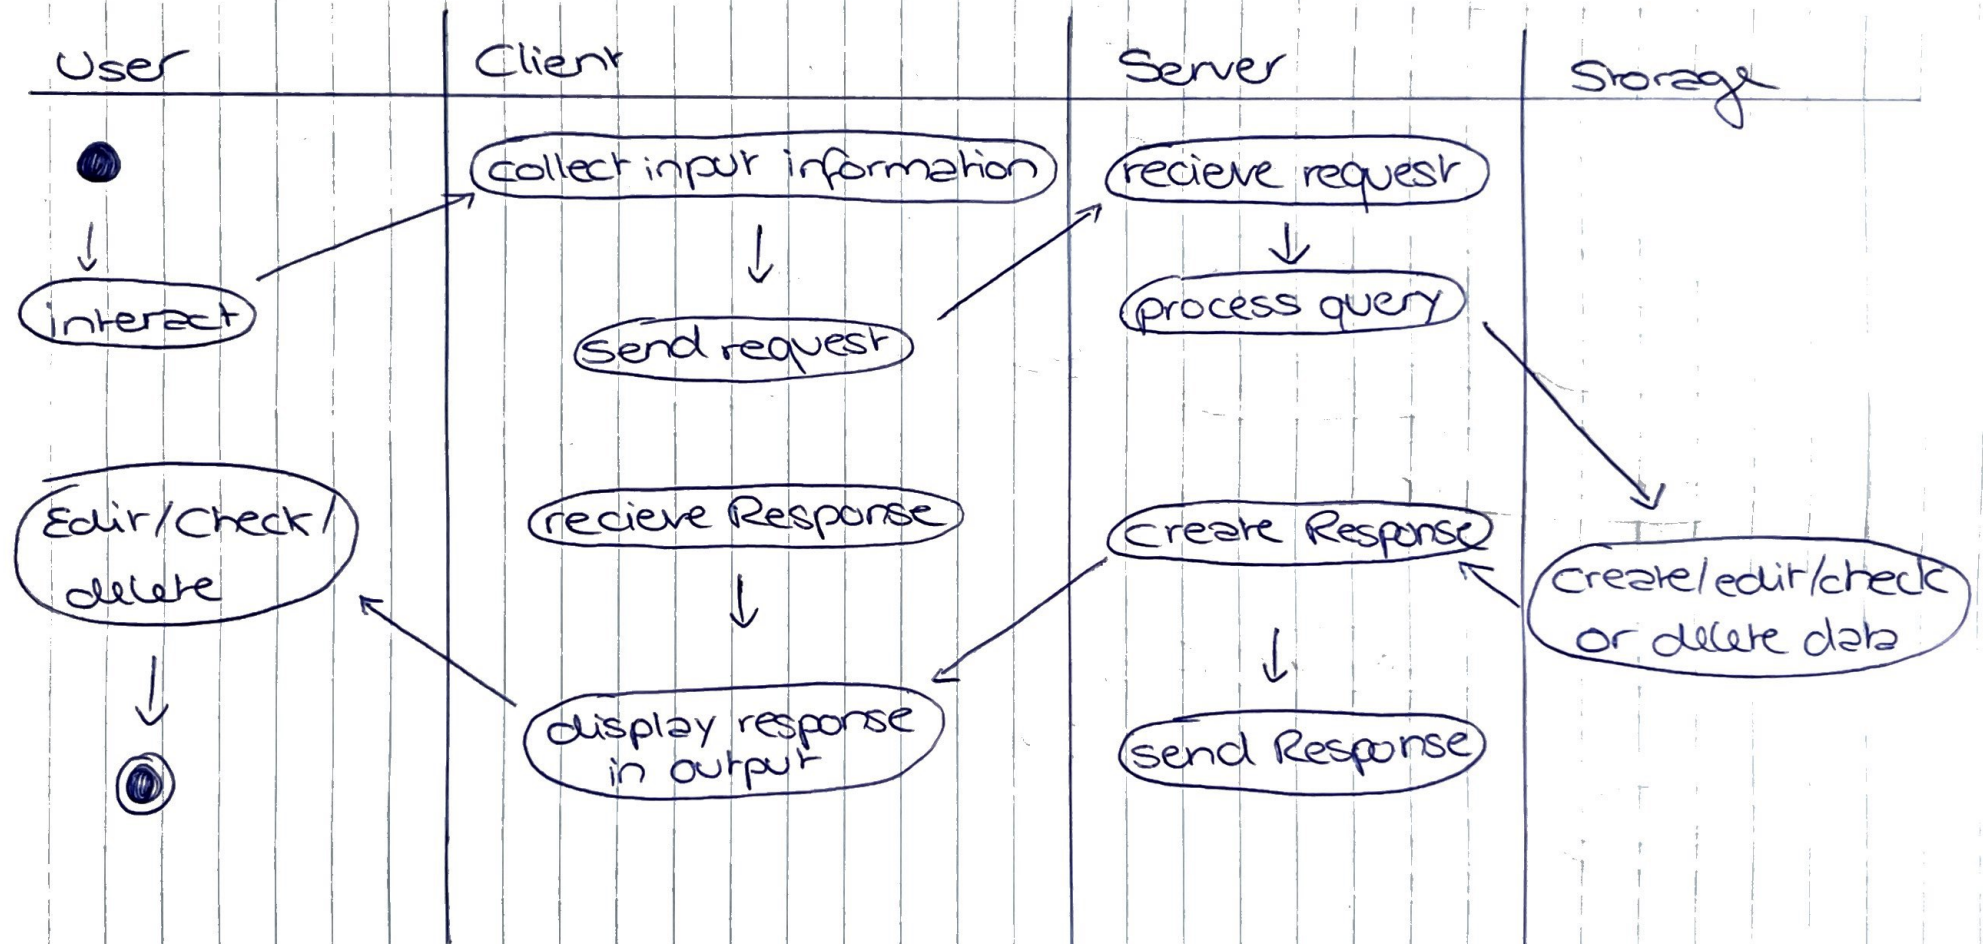 User
Client
Server
Storage
collect input information
recieve request
interact
send request
process query
Edit/Check/
delete
recieve Response
create Response
create/edit/check
or delete data
display response
in output
send Response